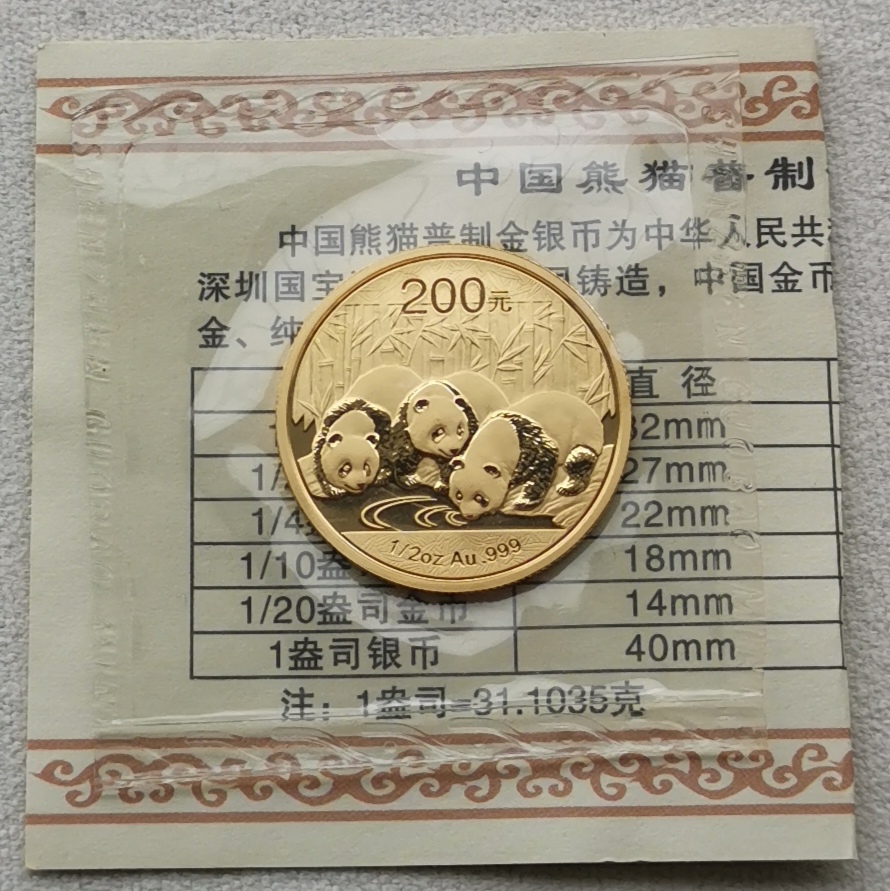 中国熊猫普制
中国熊猫普制金银币为中华人民共
深圳国宝 铸造，中国金币
金、纯
200元
1/2oz Au .999
直径
32mm
27mm
1/4 22mm
1/10盎 18mm
1/20盎司金币 14mm
1盎司银币 40mm
注：1盎司=31.1035克